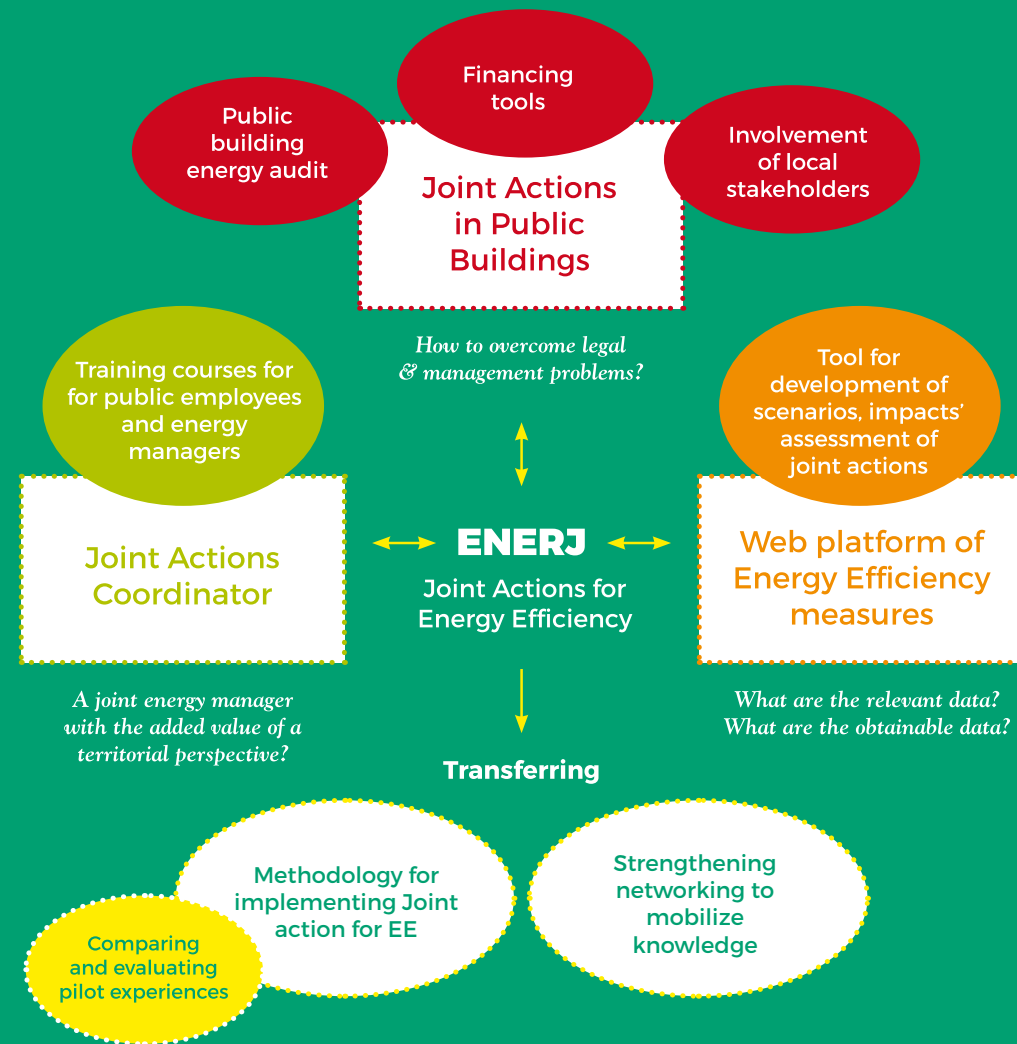 Financing
tools
Public
building
energy audit
Involvement
of local
stakeholders
Joint Actions
in Public
Buildings
How to overcome legal
& management problems?
Training courses for
for public employees
and energy
managers
Tool for
development of
scenarios, impacts’
assessment of
joint actions
Joint Actions
Coordinator
ENERJ
Joint Actions for
Energy Efficiency
Web platform of
Energy Efficiency
measures
A joint energy manager
with the added value of a
territorial perspective?
What are the relevant data?
What are the obtainable data?
Transferring
Methodology for
implementing Joint
action for EE
Strengthening
networking to
mobilize
knowledge
Comparing
and evaluating
pilot experiences